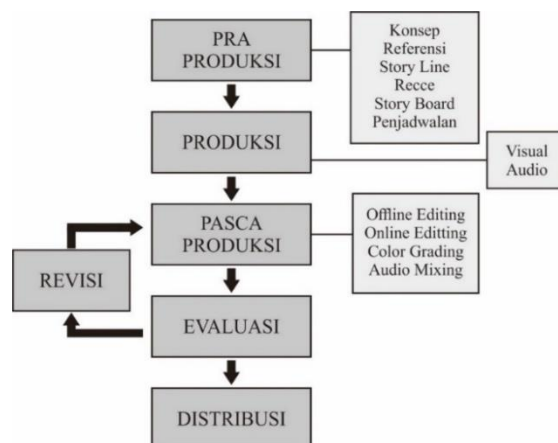 PRA
PRODUKSI
Konsep
Referensi
Story Line
Recce
Story Board
Penjadwalan
PRODUKSI
Visual
Audio
PASCA
PRODUKSI
Offline Editing
Online Editting
Color Grading
Audio Mixing
REVISI
EVALUASI
DISTRIBUSI